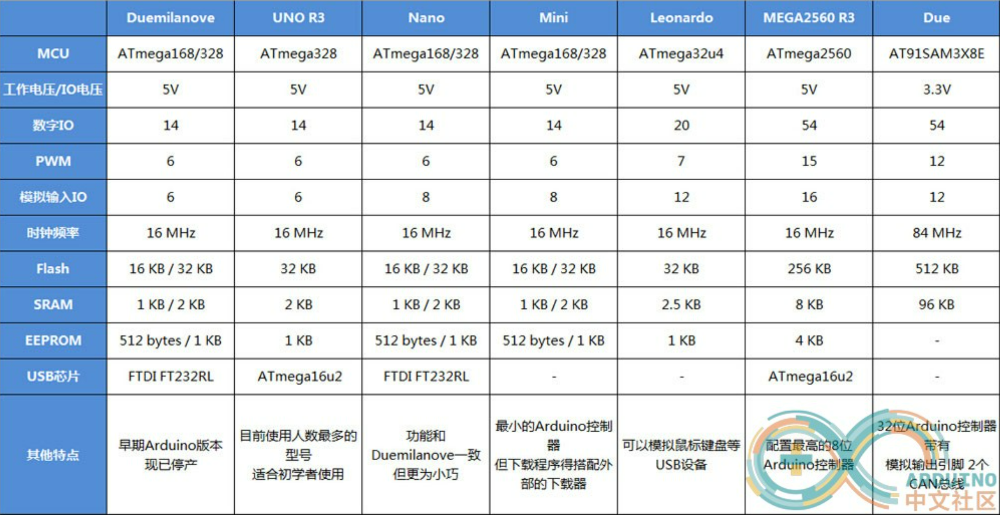 Duemilanove UNO R3 Nano Mini Leonardo MEGA2560 R3 Due
MCU ATmega168/328 ATmega328 ATmega168/328 ATmega168/328 ATmega32u4 ATmega2560 AT91SAM3X8E
工作电压/IO电压 5V 5V 5V 5V 5V 5V 3.3V
数字IO 14 14 14 14 20 54 54
PWM 6 6 6 6 7 15 12
模拟输入IO 6 6 8 8 12 16 12
时钟频率 16 MHz 16 MHz 16 MHz 16 MHz 16 MHz 16 MHz 84 MHz
Flash 16 KB / 32 KB 32 KB 16 KB / 32 KB 16 KB / 32 KB 32 KB 256 KB 512 KB
SRAM 1 KB / 2 KB 2 KB 1 KB / 2 KB 1 KB / 2 KB 2.5 KB 8 KB 96 KB
EEPROM 512 bytes / 1 KB 1 KB 512 bytes / 1 KB 512 bytes / 1 KB 1 KB 4 KB -
USB芯片 FTDI FT232RL ATmega16u2 FTDI FT232RL - - ATmega16u2 -
其他特点
早期Arduino版本
现已停产
目前使用人数最多的
型号
适合初学者使用
功能和
Duemilanove一致
但更为小巧
最小的Arduino控制
器
但下载程序得搭配外
部的下载器
可以模拟鼠标键盘等
USB设备
配置最高的8位
Arduino控制器
32位Arduino控制器
带有
模拟输出引脚 2个
CAN总线
ARDUINO
中文社区